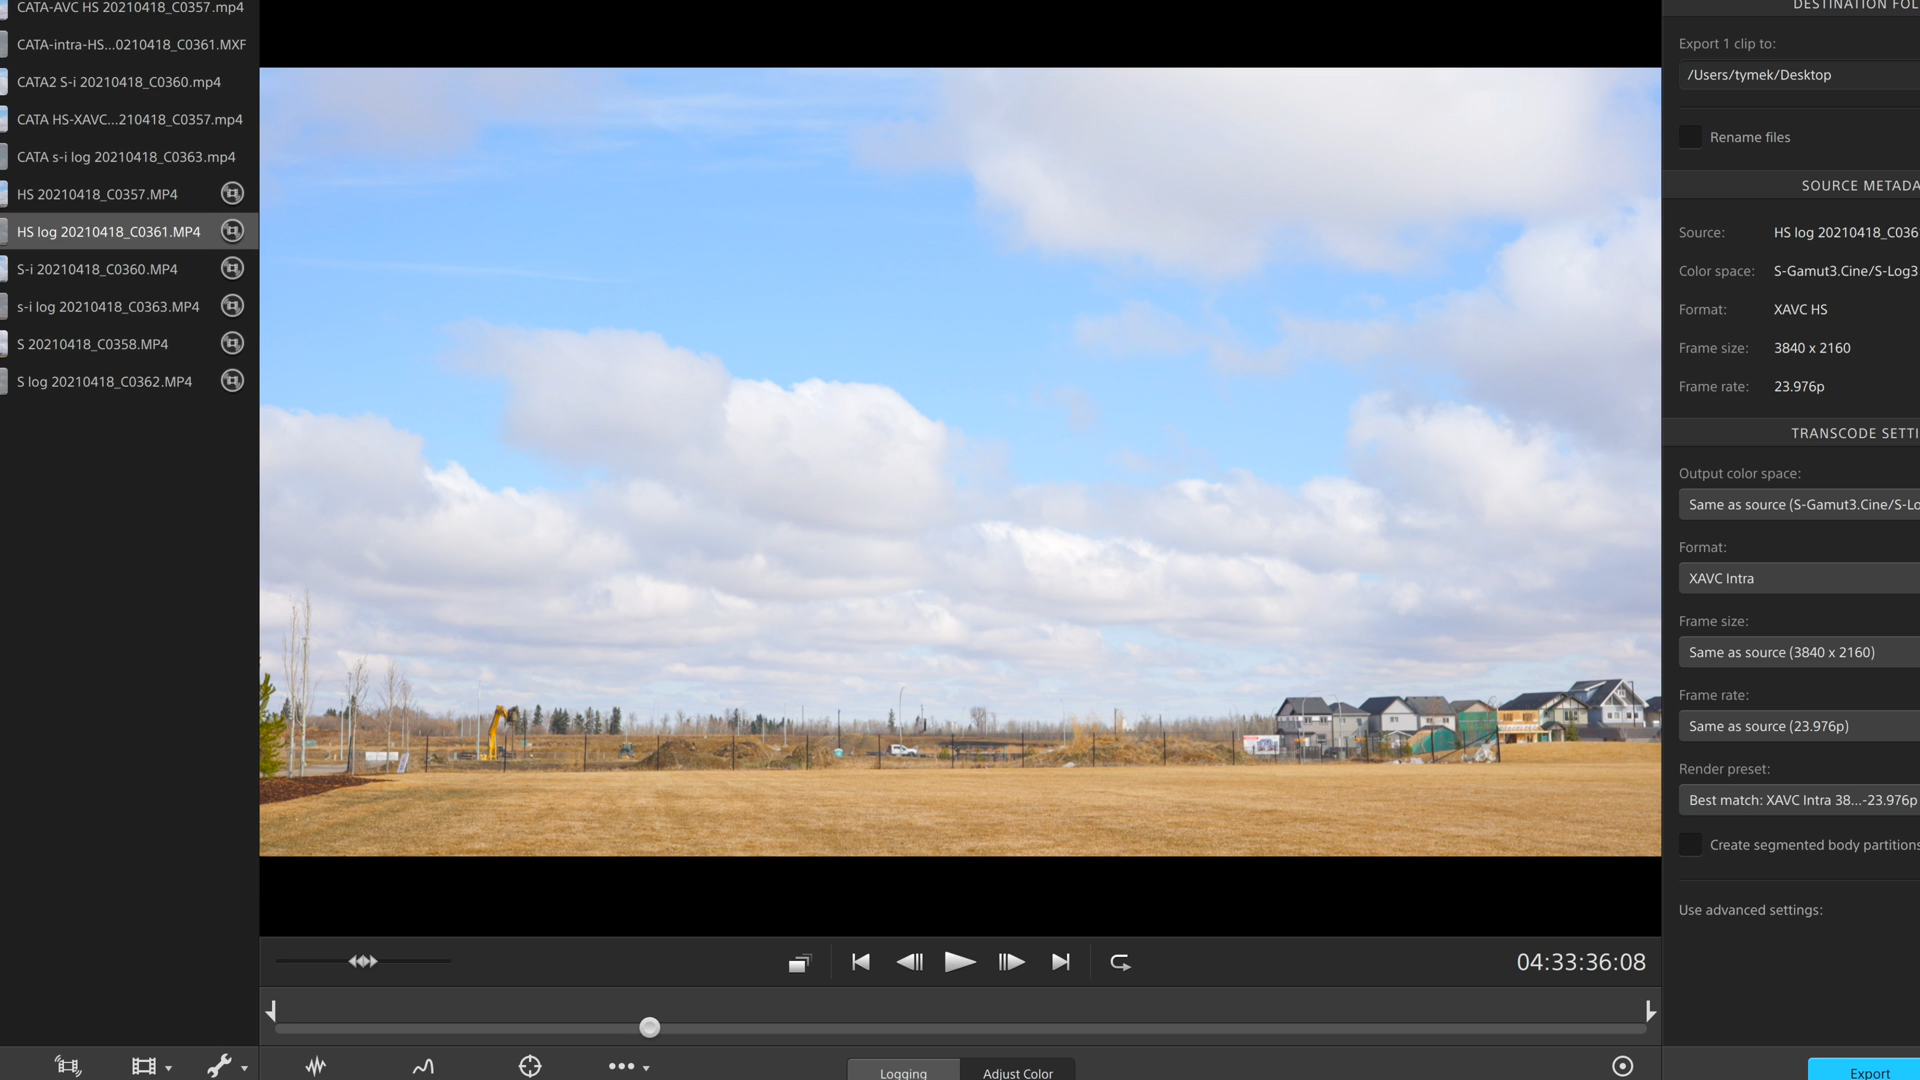 CATA-AVC HS 20210418_C0357.mp4
CATA-intra-HS...0210418_C0361.MXF
CATA2 S-i 20210418_C0360.mp4
CATA HS-XAVC...210418_C0357.mp4
CATA s-i log 20210418_C0363.mp4
HS 20210418_C0357.MP4
HS log 20210418_C0361.MP4
S-i 20210418_C0360.MP4
s-i log 20210418_C0363.MP4
S 20210418_C0358.MP4
S log 20210418_C0362.MP4
04:33:36:08
Logging
Adjust Color
DESTINATION FOL
Export 1 clip to:
/Users/tymek/Desktop
Rename files
SOURCE METADA
Source: HS log 20210418_C036
Color space: S-Gamut3.Cine/S-Log3
Format: XAVC HS
Frame size: 3840 x 2160
Frame rate: 23.976p
TRANSCODE SETTI
Output color space:
Same as source (S-Gamut3.Cine/S-Lo
Format:
XAVC Intra
Frame size:
Same as source (3840 x 2160)
Frame rate:
Same as source (23.976p)
Render preset:
Best match: XAVC Intra 38...-23.976p
Create segmented body partitions
Use advanced settings:
Export